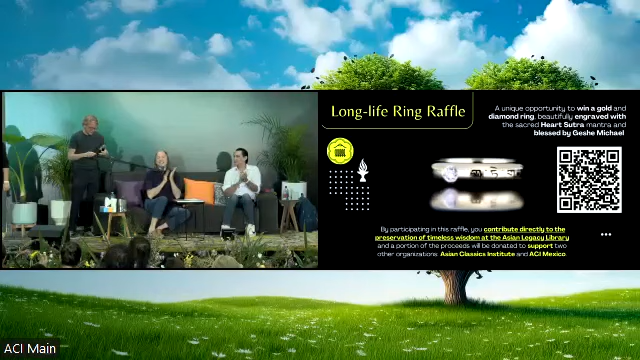 Long-life Ring Raffle
A unique opportunity to win a gold and
diamond ring, beautifully engraved with
the sacred Heart Sutra mantra and
blessed by Geshe Michael
By participating in this raffle, you contribute directly to the
preservation of timeless wisdom at the Asian Legacy Library
and a portion of the proceeds will be donated to support two
other organizations: Asian Classics Institute and ACI Mexico
ACI Main